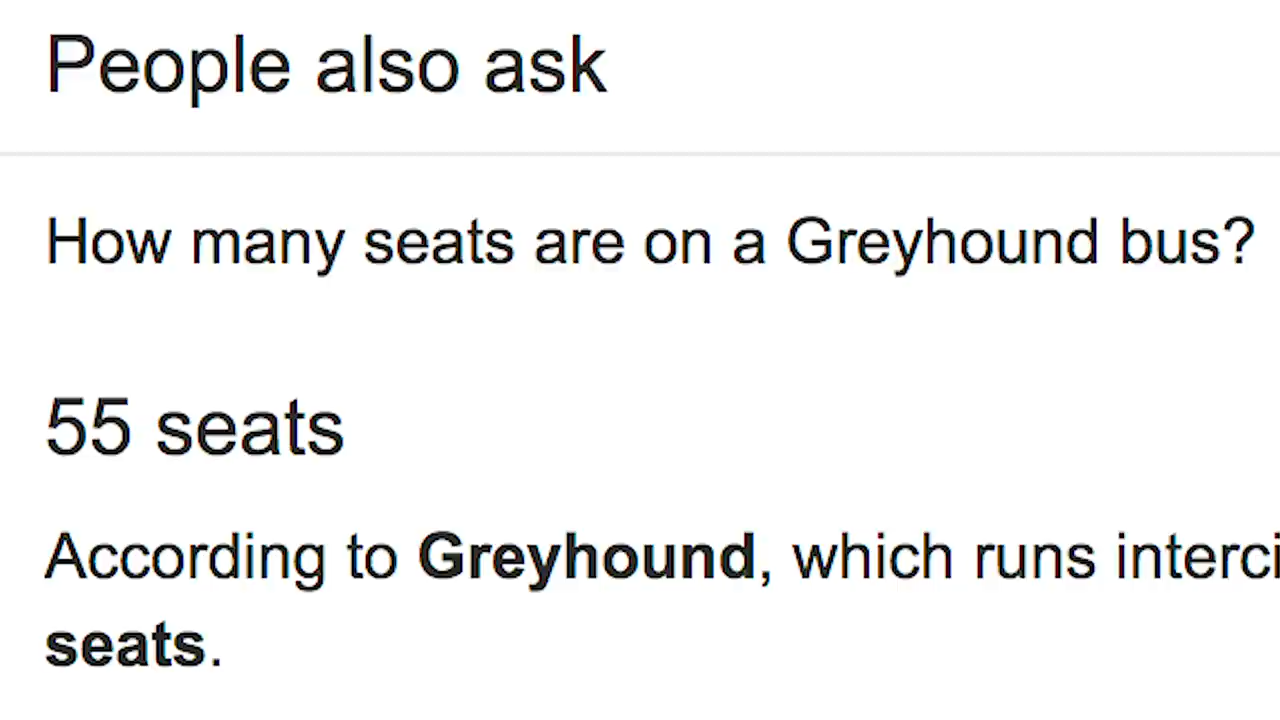 People also ask
How many seats are on a Greyhound bus?
55 seats
According to Greyhound, which runs interci
seats.